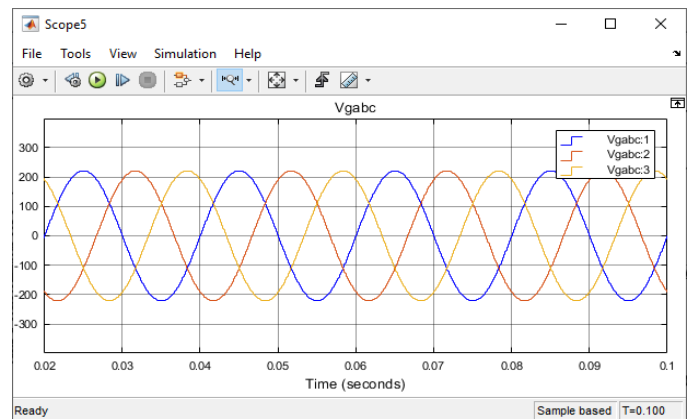 Scope5
File Tools View Simulation Help
Vgabc
Vgabc:1
Vgabc:2
Vgabc:3
300
200
100
0
-100
-200
-300
0.02 0.03 0.04 0.05 0.06 0.07 0.08 0.09 0.1
Time (seconds)
Ready Sample based T=0.100